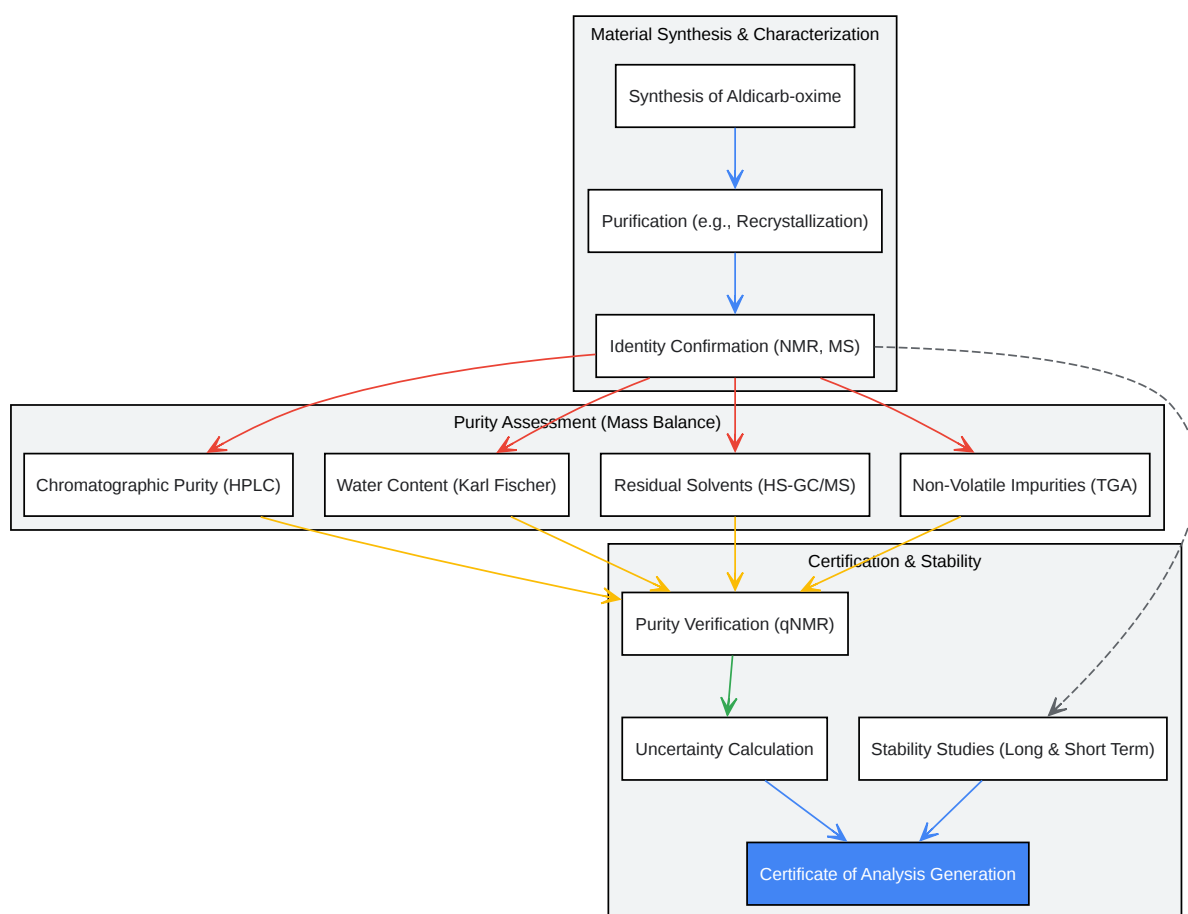 Material Synthesis & Characterization
Synthesis of Aldicarb-oxime
Purification (e.g., Recrystallization)
Identity Confirmation (NMR, MS)
Purity Assessment (Mass Balance)
Chromatographic Purity (HPLC)
Water Content (Karl Fischer)
Residual Solvents (HS-GC/MS)
Non-Volatile Impurities (TGA)
Certification & Stability
Purity Verification (qNMR)
Uncertainty Calculation
Stability Studies (Long & Short Term)
Certificate of Analysis Generation